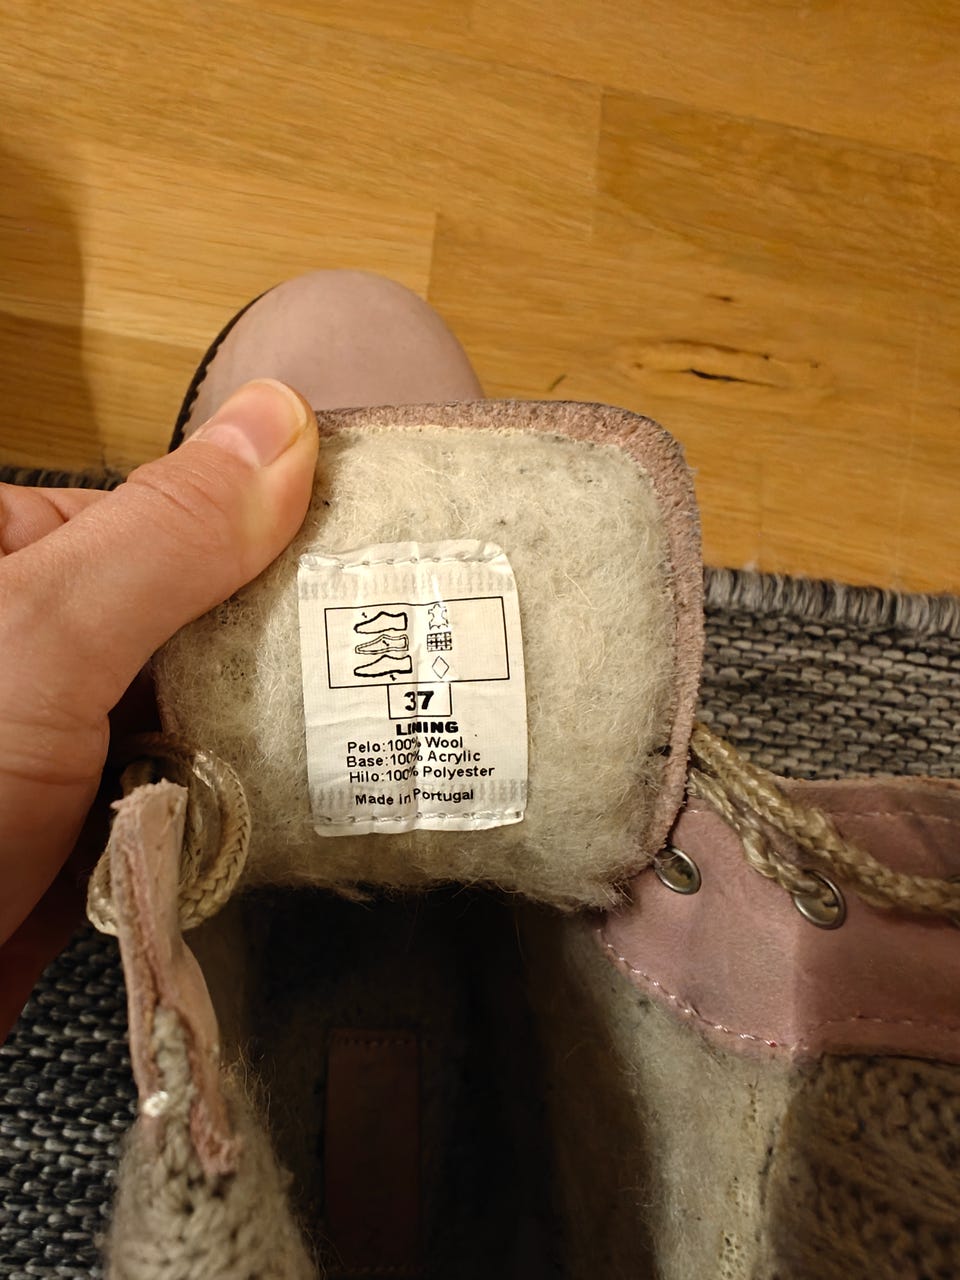 37
LINING
Pelo:100% Wool
Base:100% Acrylic
Hilo:100% Polyester
Made in Portugal